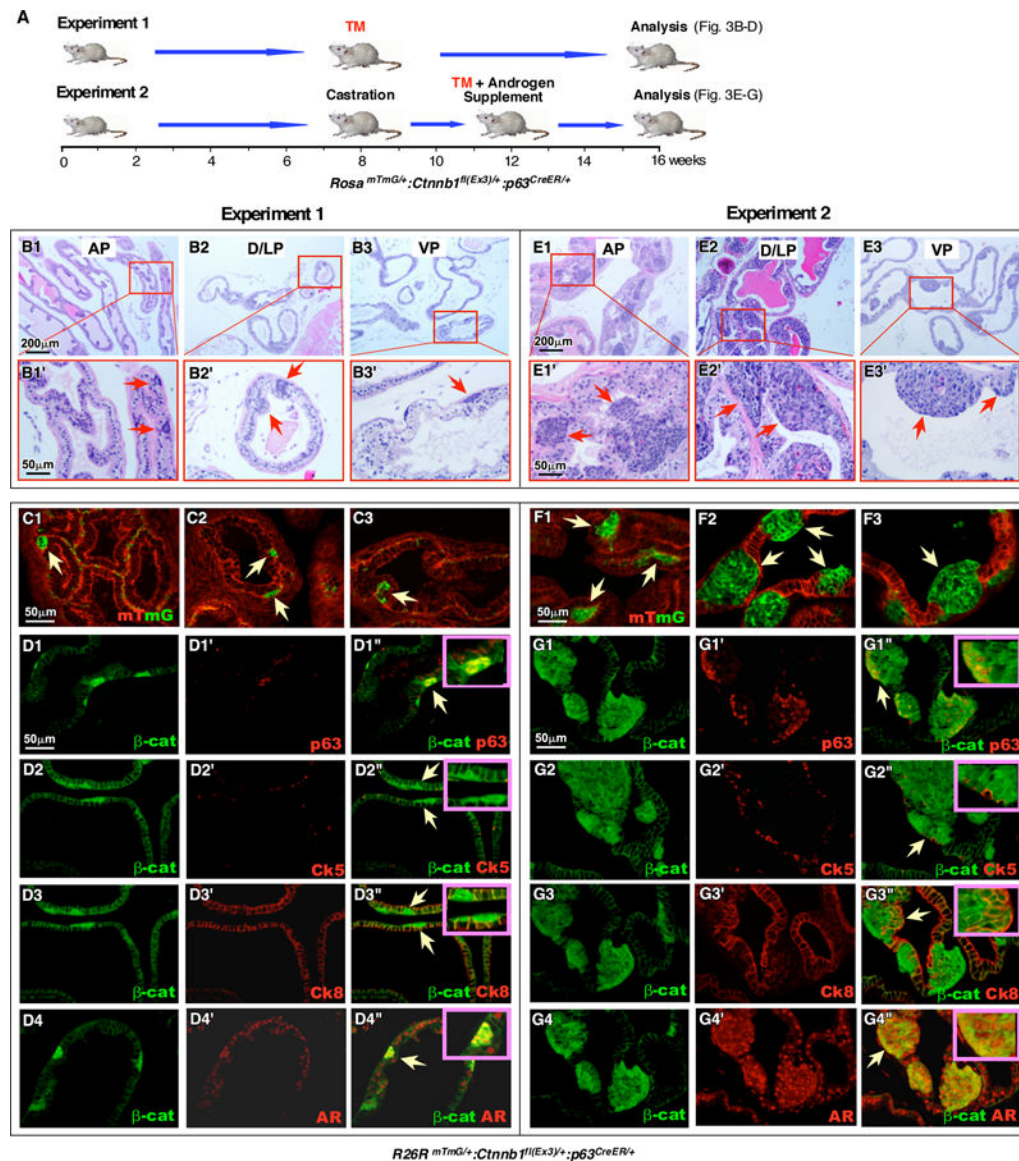 A
Experiment 1
TM
Analysis (Fig. 3B-D)
Experiment 2
Castration
TM + Androgen
Supplement
Analysis (Fig. 3E-G)
0 2 4 6 8 10 12 14 16 weeks
Rosa mTmG/+:Ctnnb1fl(Ex3)/+:p63CreER/+
Experiment 1
Experiment 2
B1 AP B2 D/LP B3 VP E1 AP E2 D/LP E3 VP
200µm 200µm
B1' B2' B3' E1' E2' E3'
50µm 50µm
C1 C2 C3 F1 F2 F3
50µm mTmG 50µm mTmG
D1 D1' D1" G1 G1' G1"
50µm β-cat p63 β-cat p63 50µm β-cat p63 β-cat p63
D2 D2' D2" G2 G2' G2"
β-cat Ck5 β-cat Ck5 β-cat Ck5 β-cat Ck5
D3 D3' D3" G3 G3' G3"
β-cat Ck8 β-cat Ck8 β-cat Ck8 β-cat Ck8
D4 D4' D4" G4 G4' G4"
β-cat AR β-cat AR β-cat AR β-cat AR
R26R mTmG/+:Ctnnb1fl(Ex3)/+:p63CreER/+